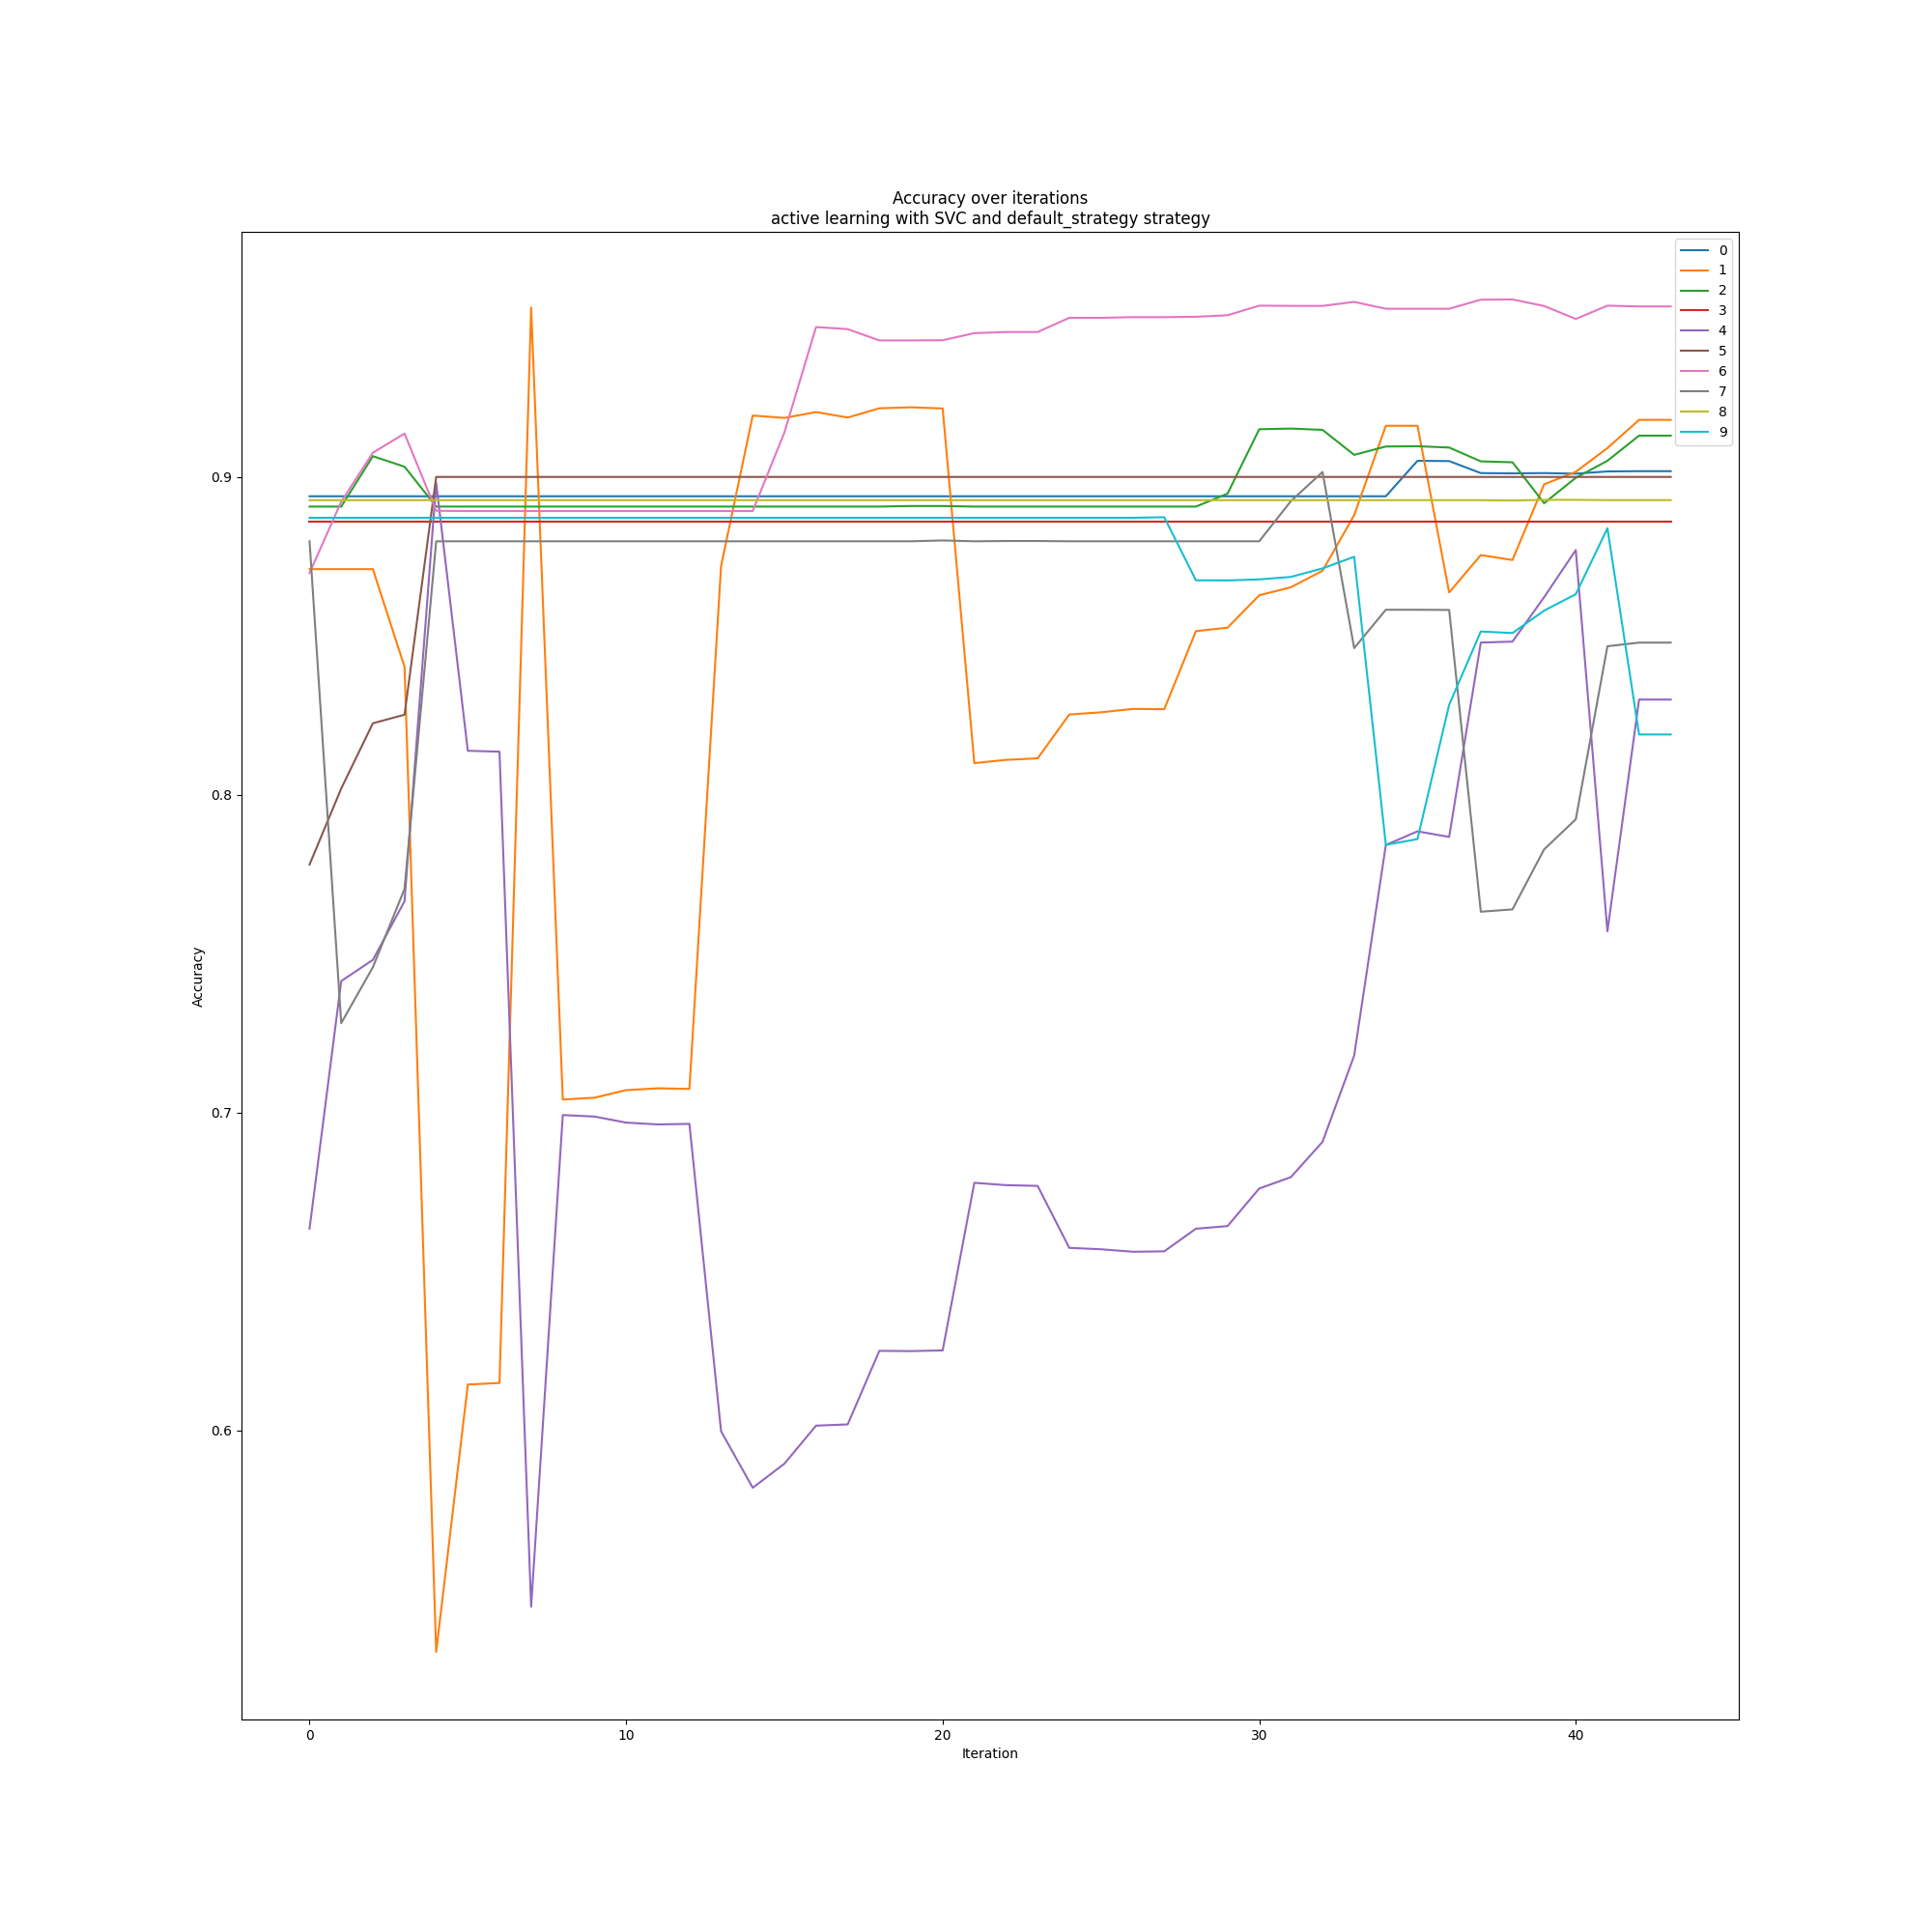 Accuracy over iterations
active learning with SVC and default_strategy strategy
0
1
2
3
4
5
6
7
8
9
0.9
0.8
0.7
0.6
Accuracy
0 10 20 30 40
Iteration